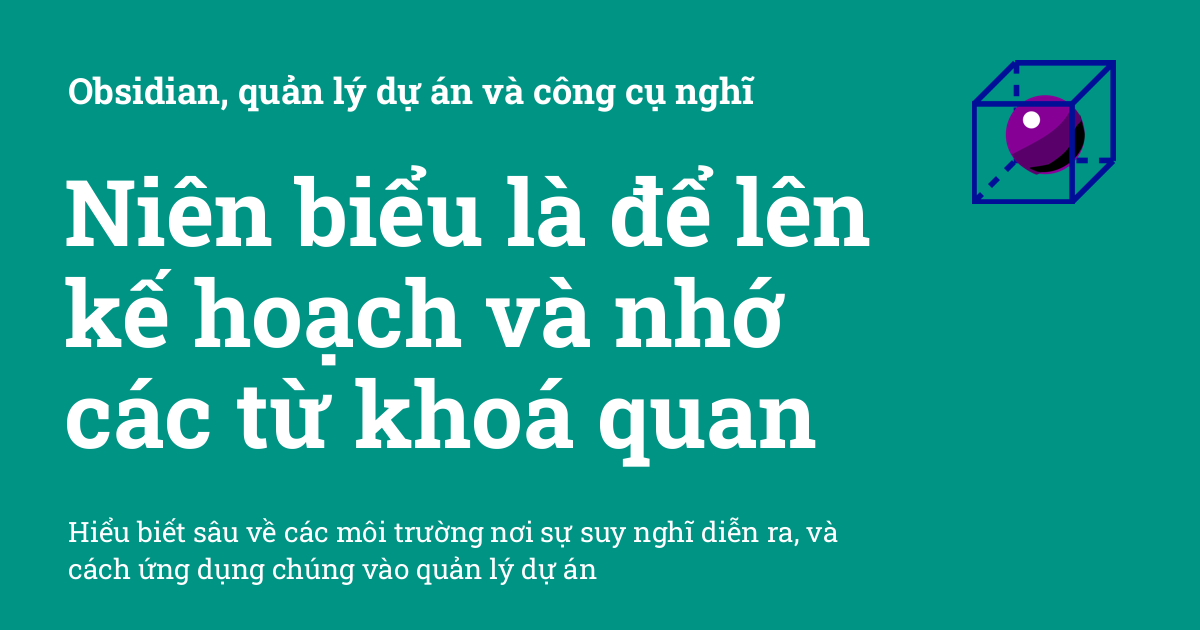 Obsidian, quản lý dự án và công cụ nghĩ
Niên biểu là để lên
kế hoạch và nhớ
các từ khoá quan
Hiểu biết sâu về các môi trường nơi sự suy nghĩ diễn ra, và
cách ứng dụng chúng vào quản lý dự án